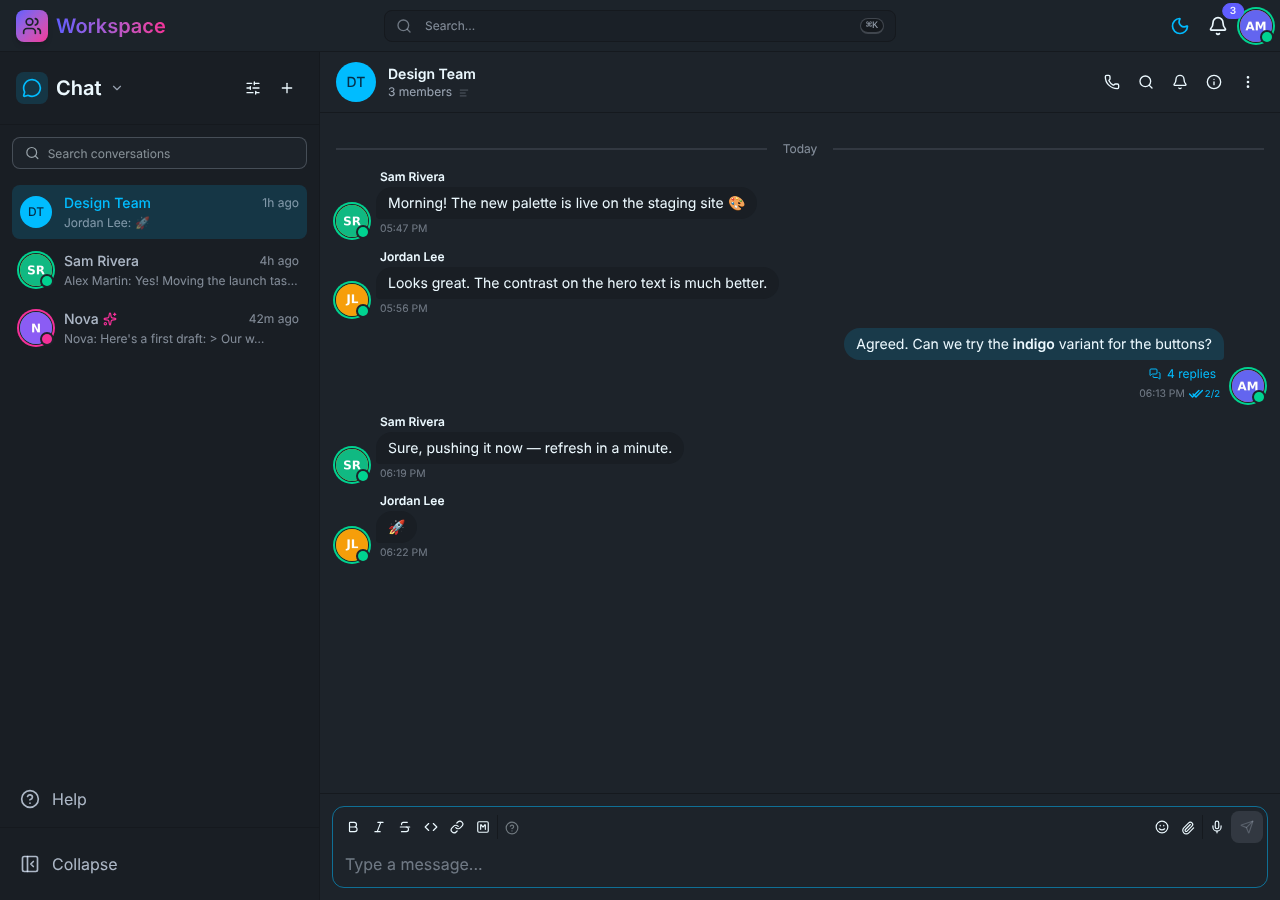 Workspace
Search...
⌘K
3
AM
Chat
Search conversations
DT
Design Team
1h ago
Jordan Lee: 🚀
SR
Sam Rivera
4h ago
Alex Martin: Yes! Moving the launch tas...
N
Nova
42m ago
Nova: Here's a first draft: > Our w...
Help
Collapse
DT
Design Team
3 members
Today
Sam Rivera
SR
Morning! The new palette is live on the staging site 🎨
05:47 PM
Jordan Lee
JL
Looks great. The contrast on the hero text is much better.
05:56 PM
Agreed. Can we try the indigo variant for the buttons?
4 replies
AM
06:13 PM 2/2
Sam Rivera
SR
Sure, pushing it now — refresh in a minute.
06:19 PM
Jordan Lee
JL
🚀
06:22 PM
Type a message...